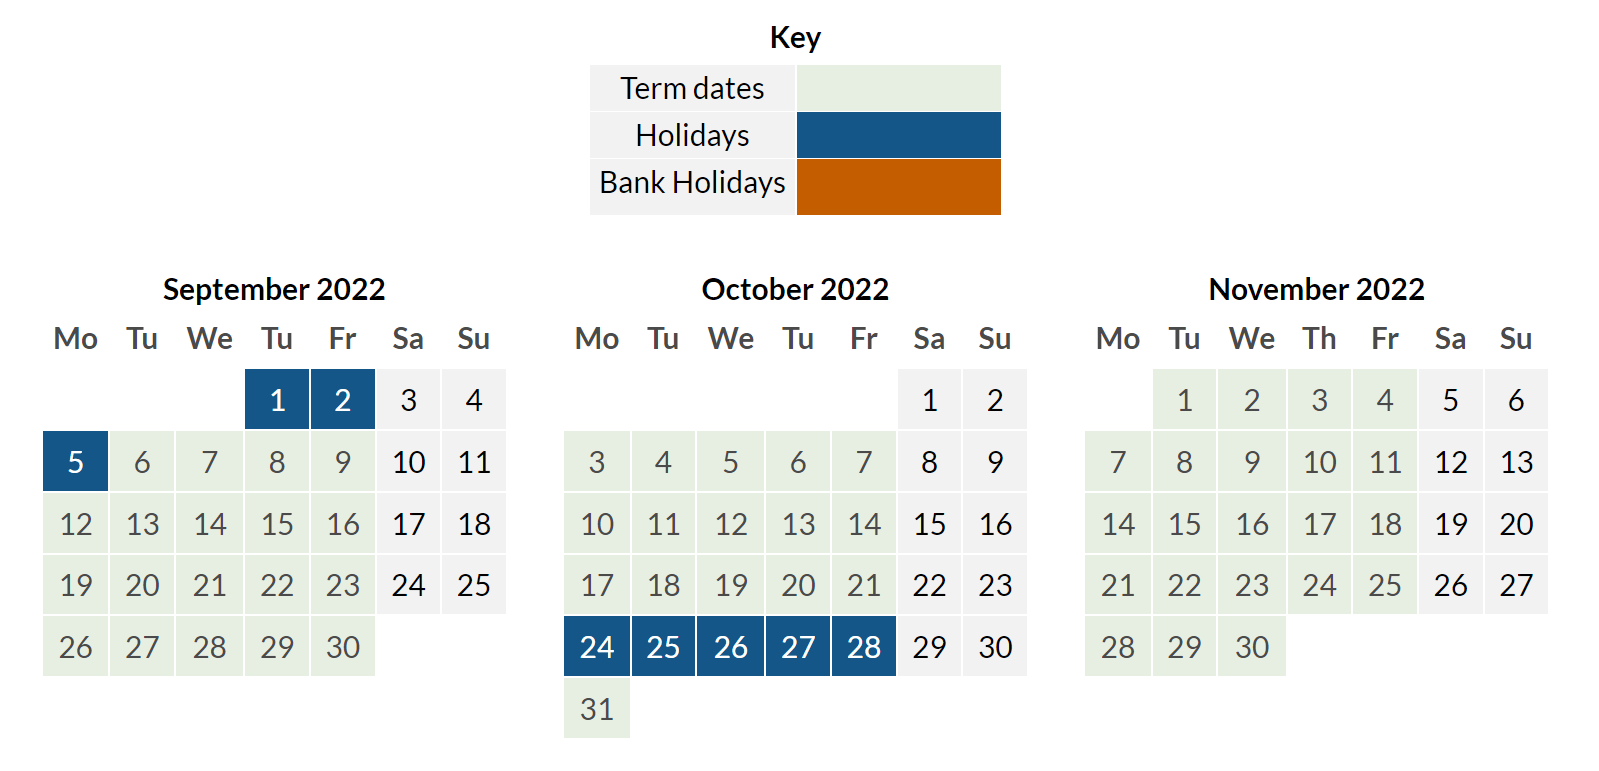 Key
Term dates
Holidays
Bank Holidays
September 2022
Mo Tu We Tu Fr Sa Su
1 2 3 4
5 6 7 8 9 10 11
12 13 14 15 16 17 18
19 20 21 22 23 24 25
26 27 28 29 30
October 2022
Mo Tu We Tu Fr Sa Su
1 2
3 4 5 6 7 8 9
10 11 12 13 14 15 16
17 18 19 20 21 22 23
24 25 26 27 28 29 30
31
November 2022
Mo Tu We Th Fr Sa Su
1 2 3 4 5 6
7 8 9 10 11 12 13
14 15 16 17 18 19 20
21 22 23 24 25 26 27
28 29 30